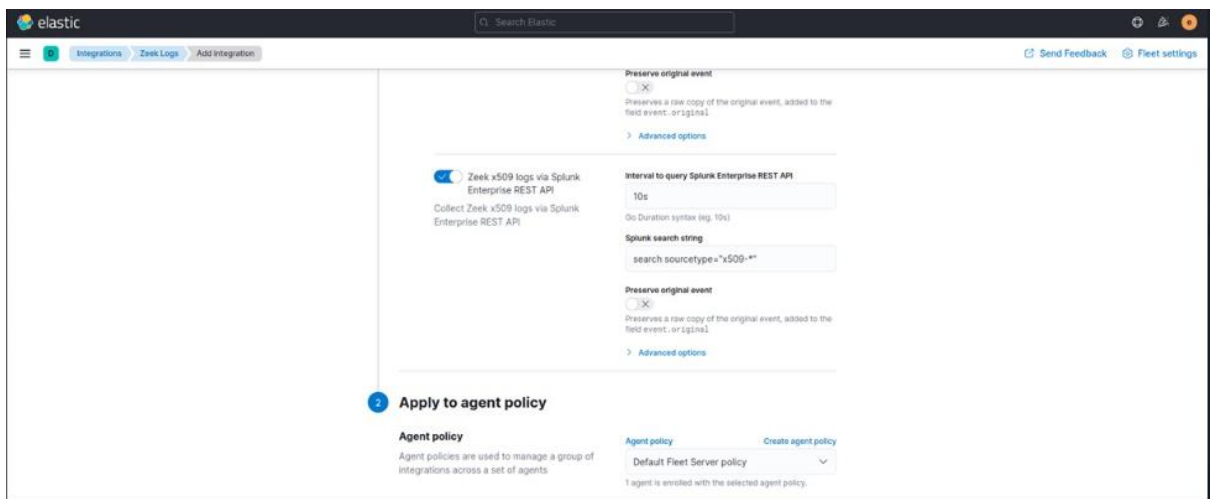 elastic
Search Elastic
e
D
Integrations
Zeek Logs
Add integration
Send Feedback
Fleet settings
Preserve original event
Preserves a raw copy of the original event, added to the
field event.original
Advanced options
Zeek x509 logs via Splunk
Enterprise REST API
Collect Zeek x509 logs via Splunk
Enterprise REST API
Interval to query Splunk Enterprise REST API
10s
Go Duration syntax (eg. 10s)
Splunk search string
search sourcetype="x509-*"
Preserve original event
Preserves a raw copy of the original event, added to the
field event.original
Advanced options
2
Apply to agent policy
Agent policy
Agent policies are used to manage a group of
integrations across a set of agents
Agent policy
Create agent policy
Default Fleet Server policy
1 agent is enrolled with the selected agent policy.